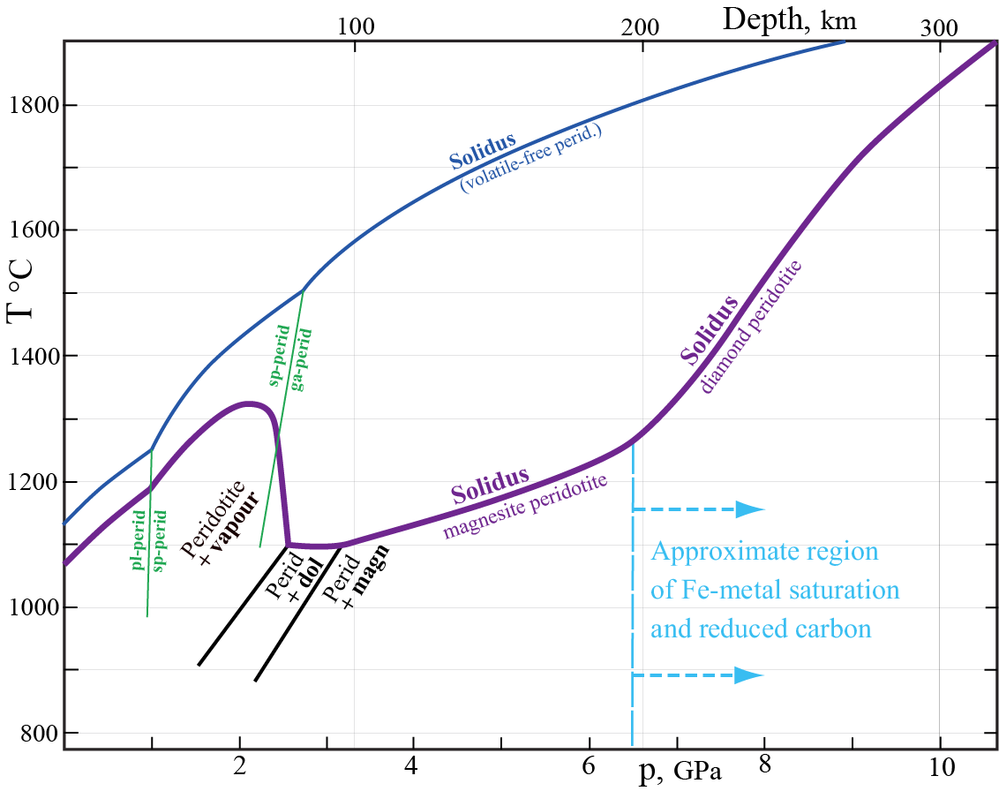 100
200
Depth, km
300
1800
1600
1400
1200
1000
800
T °C
Solidus
(volatile-free perid.)
sp-perid
ga-perid
Solidus
diamond peridotite
pl-perid
sp-perid
Peridotite
+ vapour
Solidus
magnesite peridotite
Perid
+ dol
Perid
+ magn
Approximate region
of Fe-metal saturation
and reduced carbon
2
4
6
p, GPa
8
10